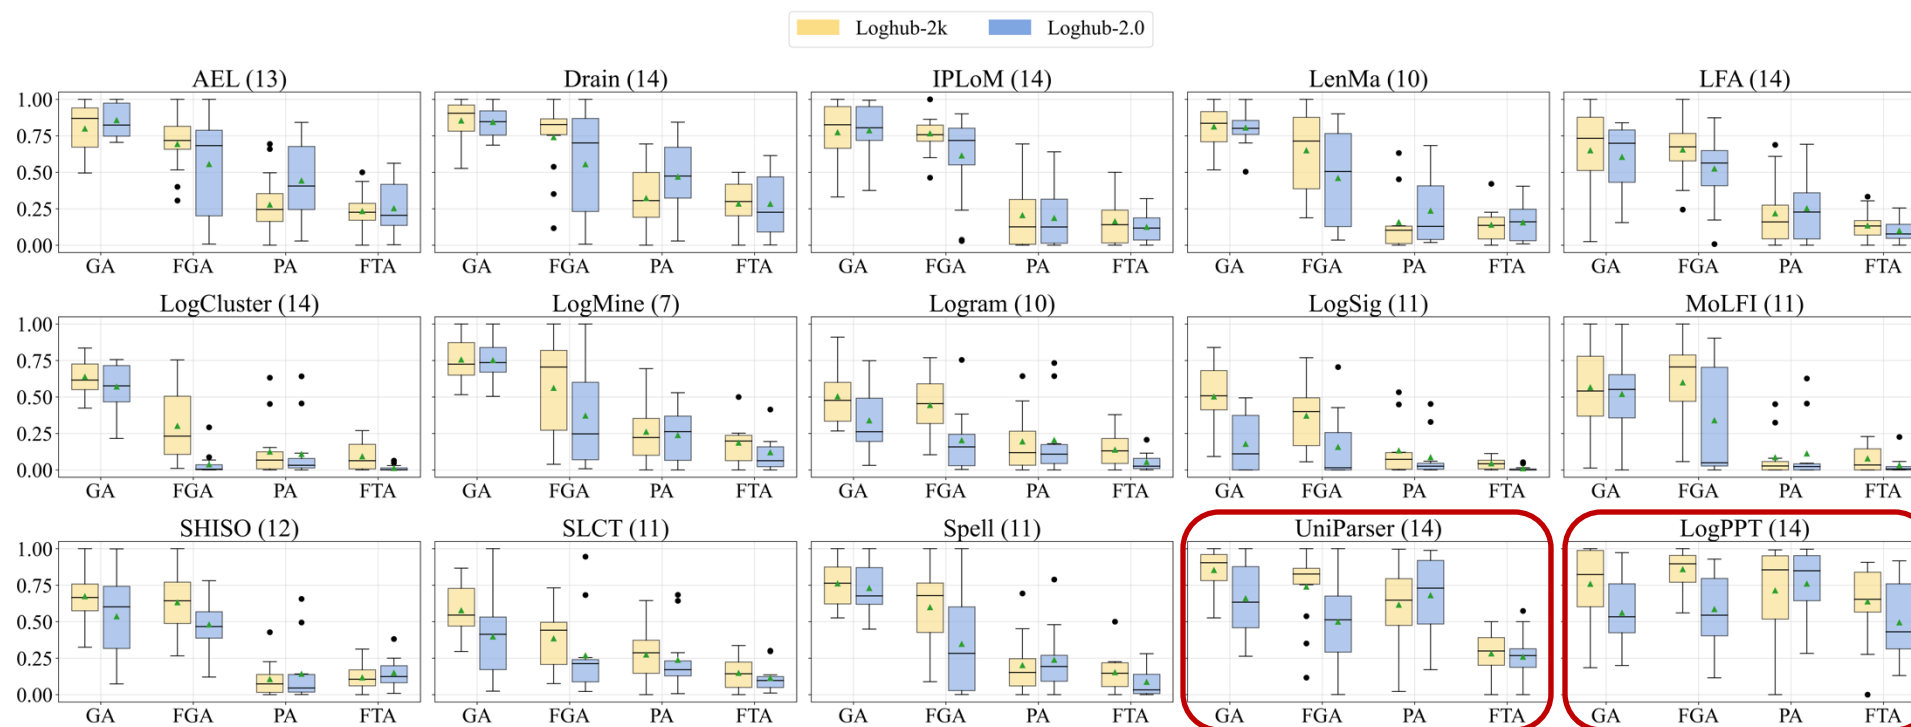 Loghub-2k Loghub-2.0
AEL (13) Drain (14) IPLoM (14) LenMa (10) LFA (14)
1.00
0.75
0.50
0.25
0.00
GA FGA PA FTA GA FGA PA FTA GA FGA PA FTA GA FGA PA FTA GA FGA PA FTA
LogCluster (14) LogMine (7) Logram (10) LogSig (11) MoLFI (11)
1.00
0.75
0.50
0.25
0.00
GA FGA PA FTA GA FGA PA FTA GA FGA PA FTA GA FGA PA FTA GA FGA PA FTA
SHISO (12) SLCT (11) Spell (11) UniParser (14) LogPPT (14)
1.00
0.75
0.50
0.25
0.00
GA FGA PA FTA GA FGA PA FTA GA FGA PA FTA GA FGA PA FTA GA FGA PA FTA